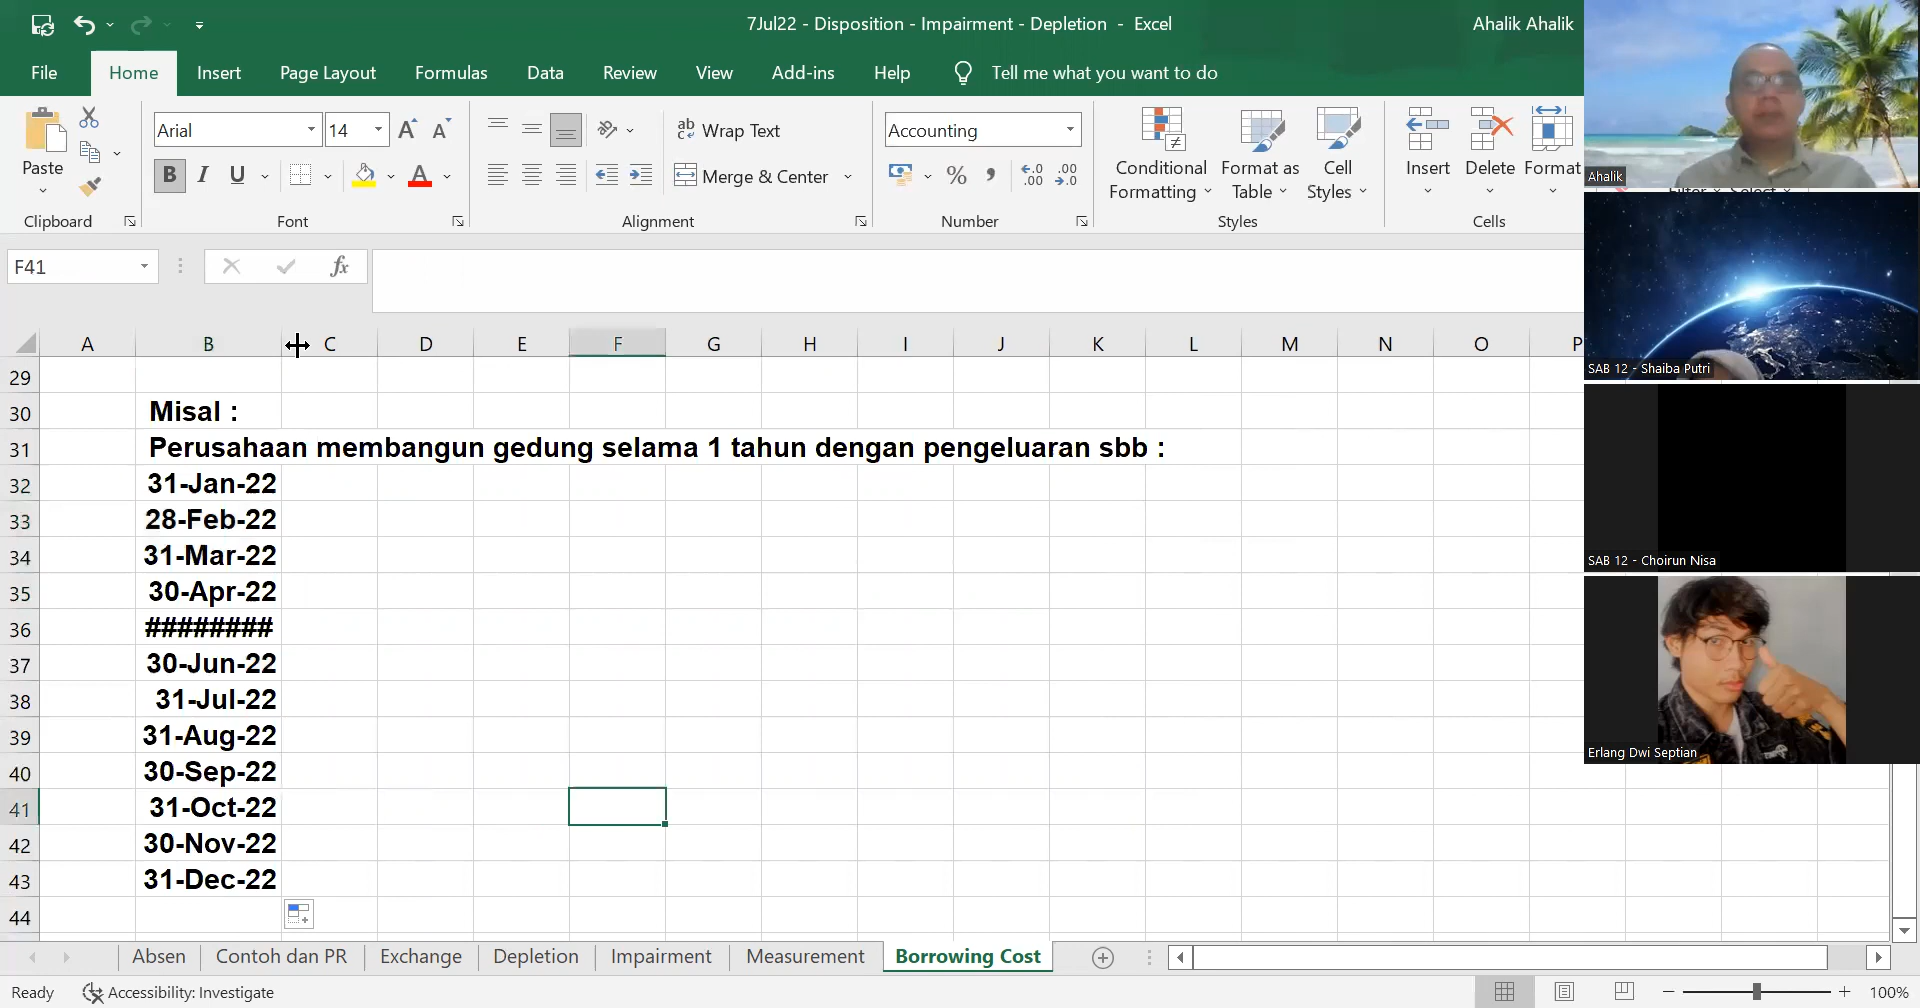 7Jul22 - Disposition - Impairment - Depletion - Excel
Ahalik Ahalik
File Home Insert Page Layout Formulas Data Review View Add-ins Help Tell me what you want to do
Paste
Clipboard
Arial 14
B I U
Font
Wrap Text
Merge & Center
Alignment
Accounting
Number
Conditional Formatting
Format as Table
Cell Styles
Styles
Insert
Delete
Format
Cells
Ahalik
F41
fx
A B C D E F G H I J K L M N O P
29
30 Misal :
31 Perusahaan membangun gedung selama 1 tahun dengan pengeluaran sbb :
32 31-Jan-22
33 28-Feb-22
34 31-Mar-22
35 30-Apr-22
36 ########
37 30-Jun-22
38 31-Jul-22
39 31-Aug-22
40 30-Sep-22
41 31-Oct-22
42 30-Nov-22
43 31-Dec-22
44
SAB 12 - Shaiba Putri
SAB 12 - Choirun Nisa
Erlang Dwi Septian
Absen Contoh dan PR Exchange Depletion Impairment Measurement Borrowing Cost
Ready Accessibility: Investigate
100%